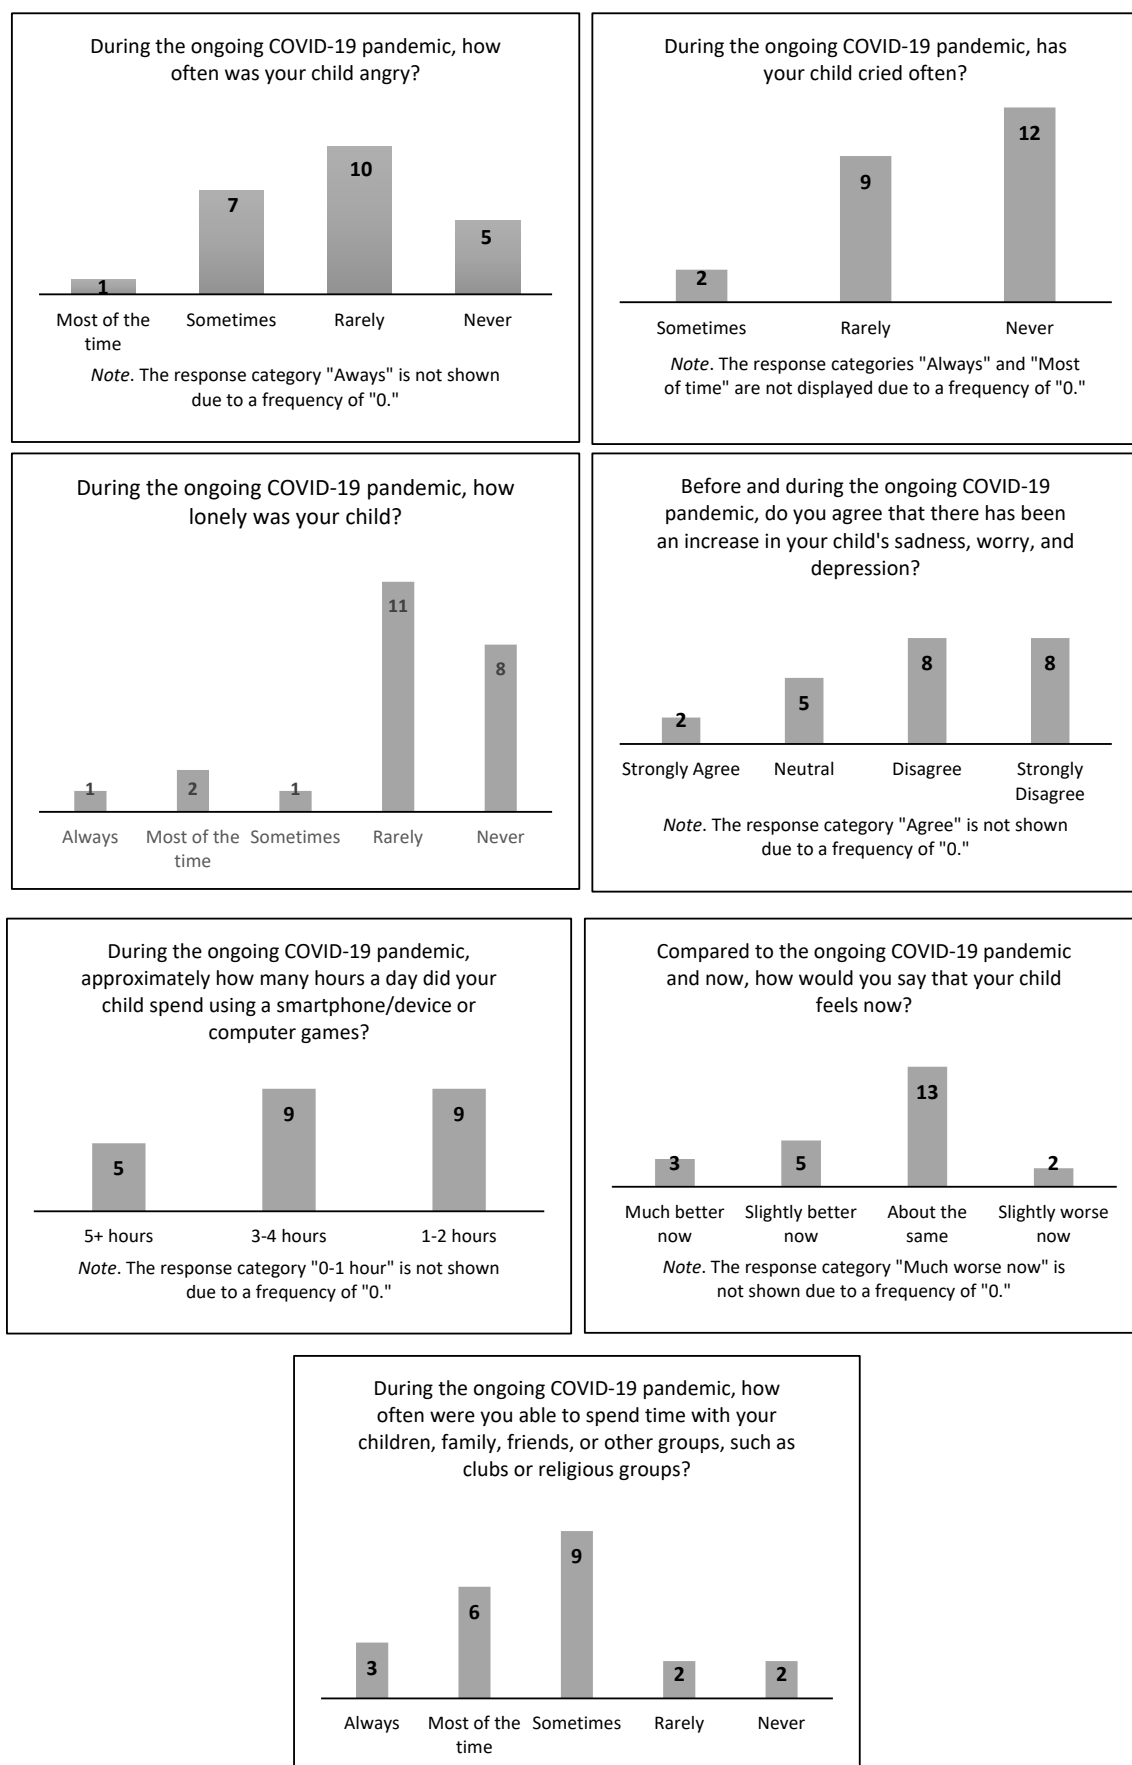 During the ongoing COVID-19 pandemic, how
often was your child angry?
1
7
10
5
Most of the
time
Sometimes
Rarely
Never
Note. The response category "Aways" is not shown
due to a frequency of "0."
During the ongoing COVID-19 pandemic, has
your child cried often?
2
9
12
Sometimes
Rarely
Never
Note. The response categories "Always" and "Most
of time" are not displayed due to a frequency of "0."
During the ongoing COVID-19 pandemic, how
lonely was your child?
1
2
1
11
8
Always
Most of the
time
Sometimes
Rarely
Never
Before and during the ongoing COVID-19
pandemic, do you agree that there has been
an increase in your child's sadness, worry, and
depression?
2
5
8
8
Strongly Agree
Neutral
Disagree
Strongly
Disagree
Note. The response category "Agree" is not shown
due to a frequency of "0."
During the ongoing COVID-19 pandemic,
approximately how many hours a day did your
child spend using a smartphone/device or
computer games?
5
9
9
5+ hours
3-4 hours
1-2 hours
Note. The response category "0-1 hour" is not shown
due to a frequency of "0."
Compared to the ongoing COVID-19 pandemic
and now, how would you say that your child
feels now?
3
5
13
2
Much better
now
Slightly better
now
About the
same
Slightly worse
now
Note. The response category "Much worse now" is
not shown due to a frequency of "0."
During the ongoing COVID-19 pandemic, how
often were you able to spend time with your
children, family, friends, or other groups, such as
clubs or religious groups?
3
6
9
2
2
Always
Most of the
time
Sometimes
Rarely
Never